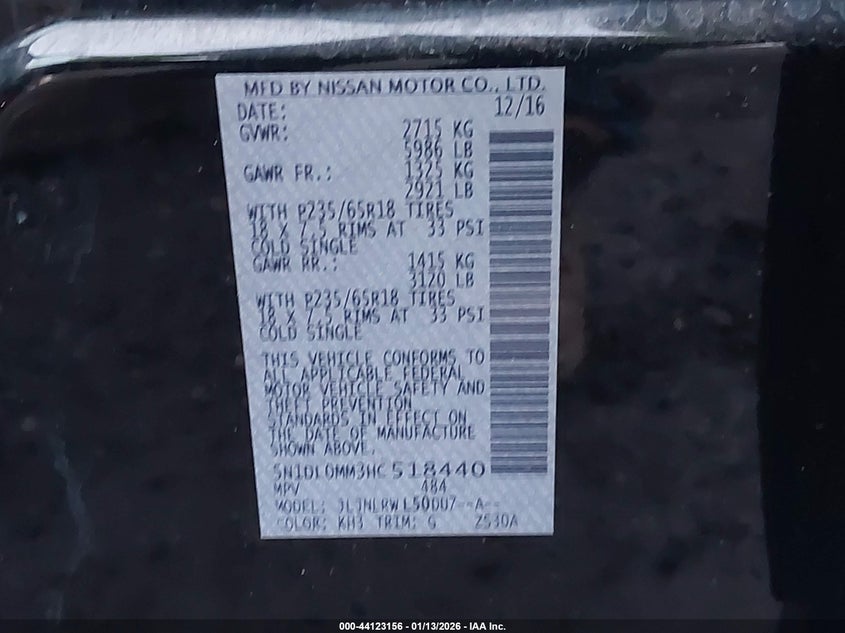 MFD BY NISSAN MOTOR CO., LTD.
DATE: 12/16
GVWR: 2715 KG
5986 LB
GAWR FR.: 1325 KG
2921 LB
WITH P235/65R18 TIRES
18 X 7.5 RIMS AT 33 PSI
COLD SINGLE
GAWR RR.: 1415 KG
3120 LB
WITH P235/65R18 TIRES
18 X 7.5 RIMS AT 33 PSI
COLD SINGLE
THIS VEHICLE CONFORMS TO
ALL APPLICABLE FEDERAL
MOTOR VEHICLE SAFETY AND
THEFT PREVENTION
STANDARDS IN EFFECT ON
THE DATE OF MANUFACTURE
SHOWN ABOVE.
5N1DL0MM3HC518440
MPV 484
MODEL:
COLOR: KH3 TRIM: G 2530A
000-44123156 - 01/13/2026 - IAA Inc.